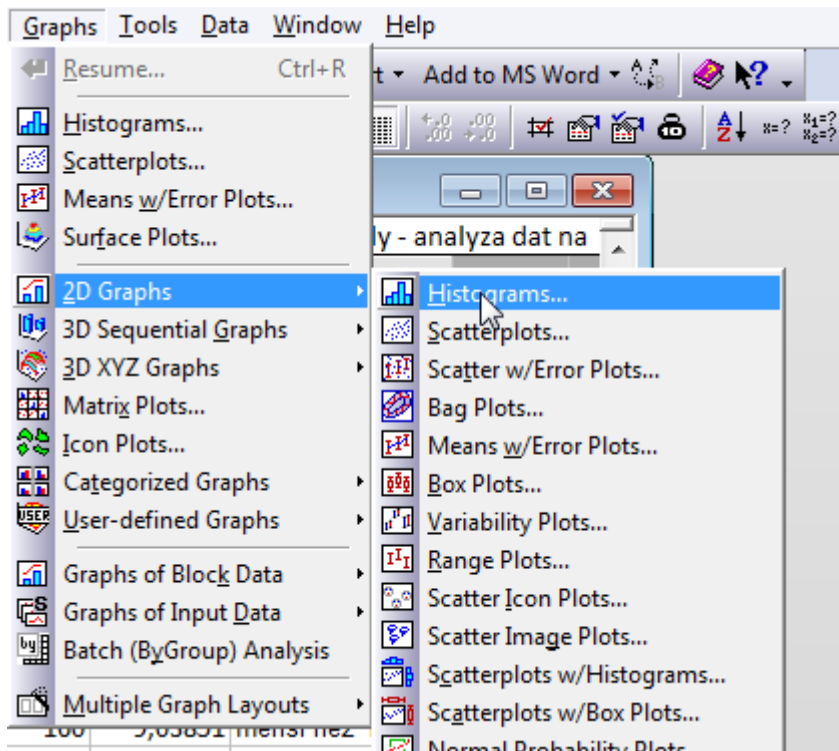 Graphs Tools Data Window Help
Resume... Ctrl+R
Add to MS Word
Histograms...
Scatterplots...
Means w/Error Plots...
Surface Plots...
ly - analyza dat na
2D Graphs
3D Sequential Graphs
3D XYZ Graphs
Matrix Plots...
Icon Plots...
Categorized Graphs
User-defined Graphs
Graphs of Block Data
Graphs of Input Data
Batch (ByGroup) Analysis
Multiple Graph Layouts
Histograms...
Scatterplots...
Scatter w/Error Plots...
Bag Plots...
Means w/Error Plots...
Box Plots...
Variability Plots...
Range Plots...
Scatter Icon Plots...
Scatter Image Plots...
Scatterplots w/Histograms...
Scatterplots w/Box Plots...
Normal Probability Plots